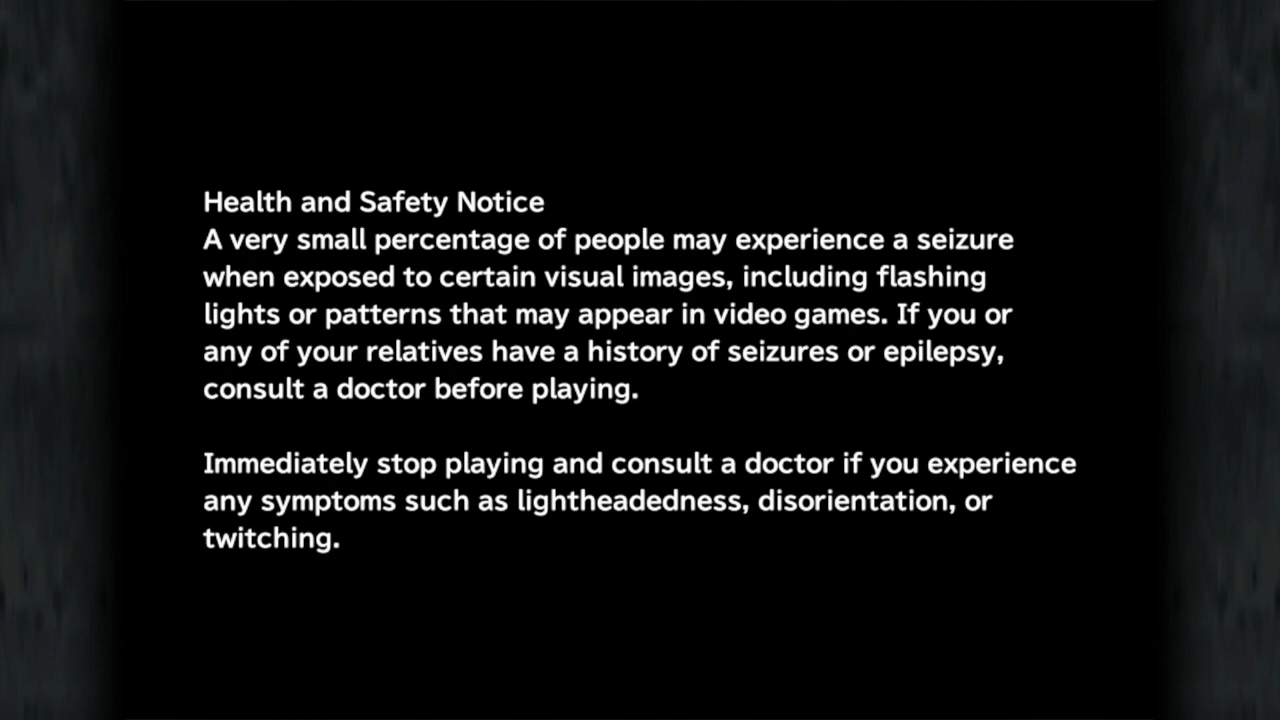 Health and Safety Notice
A very small percentage of people may experience a seizure
when exposed to certain visual images, including flashing
lights or patterns that may appear in video games. If you or
any of your relatives have a history of seizures or epilepsy,
consult a doctor before playing.
Immediately stop playing and consult a doctor if you experience
any symptoms such as lightheadedness, disorientation, or
twitching.